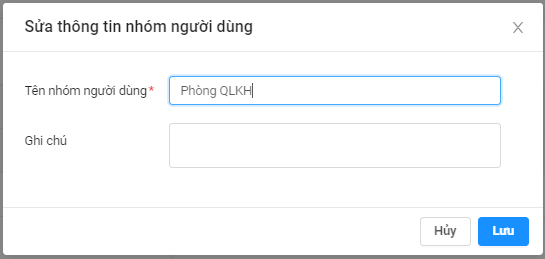 Sửa thông tin nhóm người dùng
Tên nhóm người dùng*
Phòng QLKH
Ghi chú
Hủy
Lưu